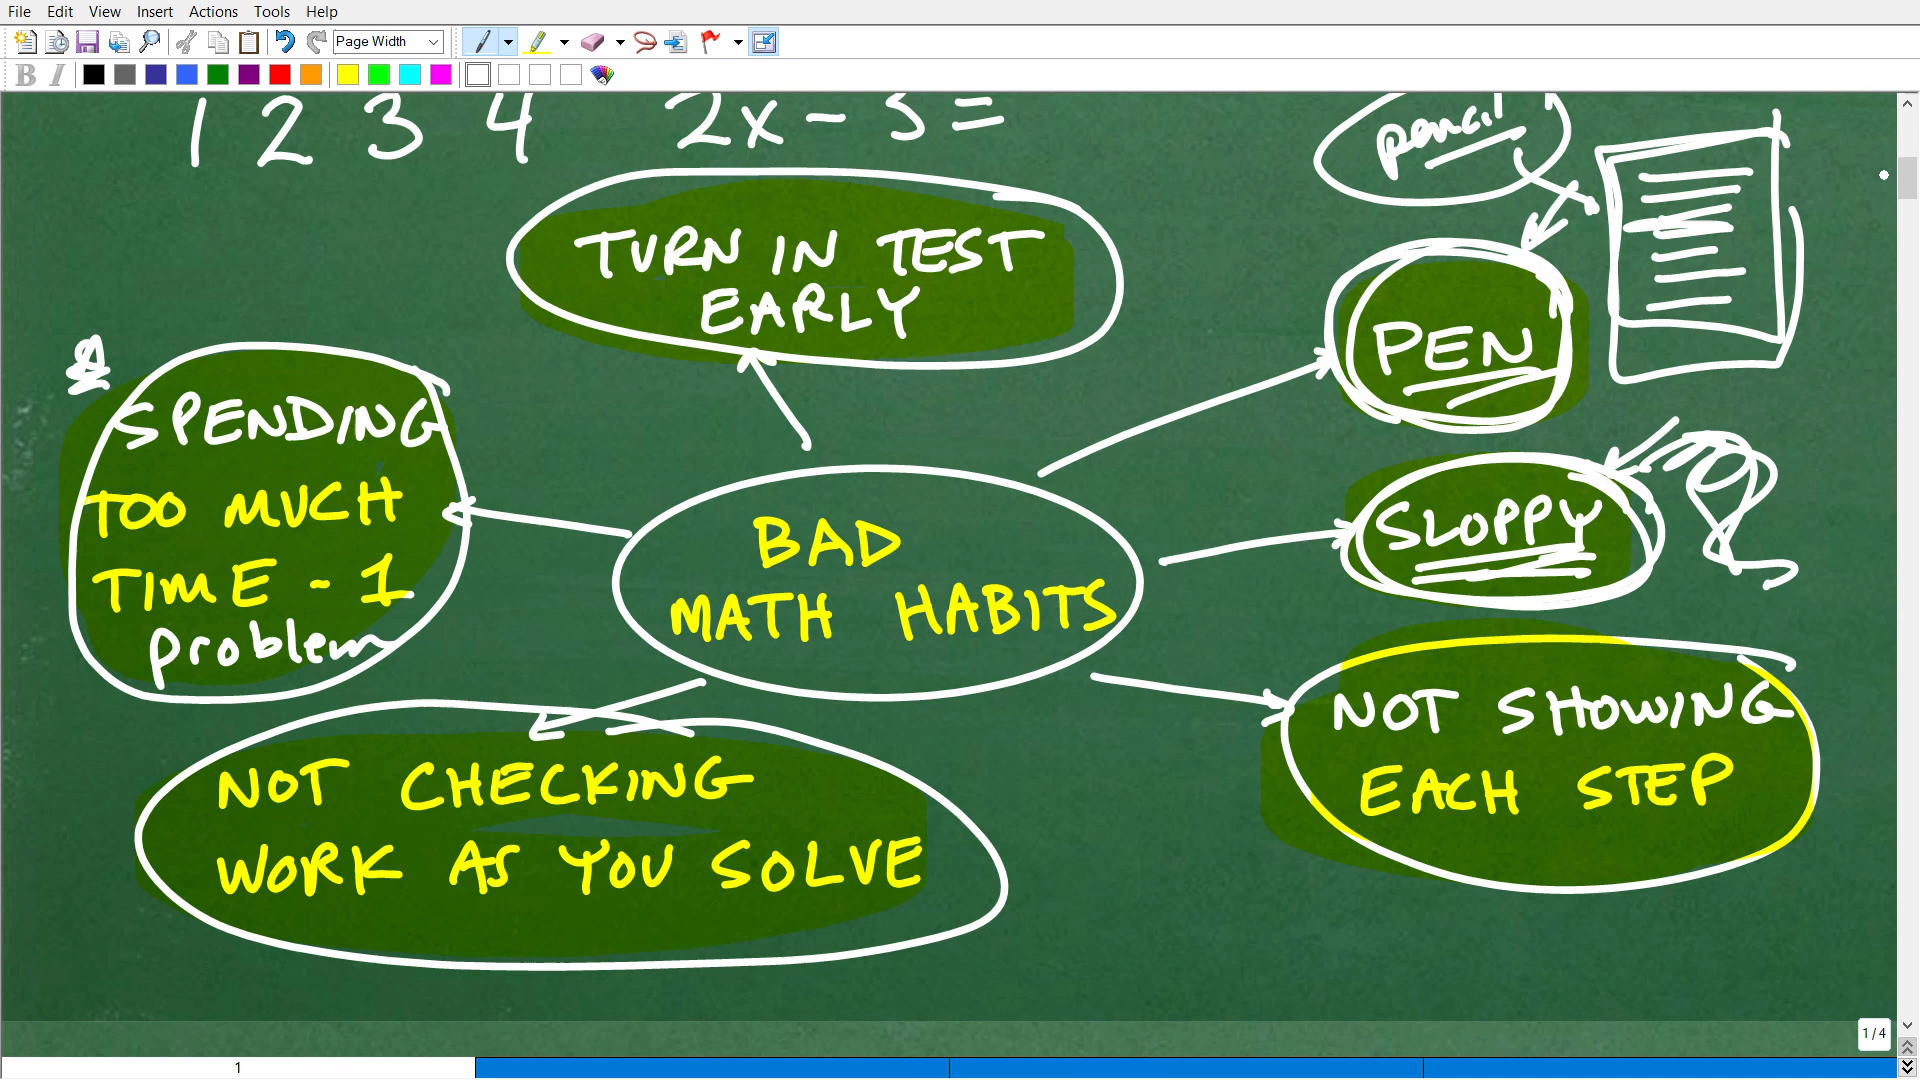 File Edit View Insert Actions Tools Help
Page Width
B I
1 2 3 4 2x - 5 =
pencil
TURN IN TEST
EARLY
PEN
SPENDING
TOO MUCH
TIME - 1
problem
SLOPPY
BAD
MATH HABITS
NOT SHOWING
EACH STEP
NOT CHECKING
WORK AS YOU SOLVE
1 / 4
1